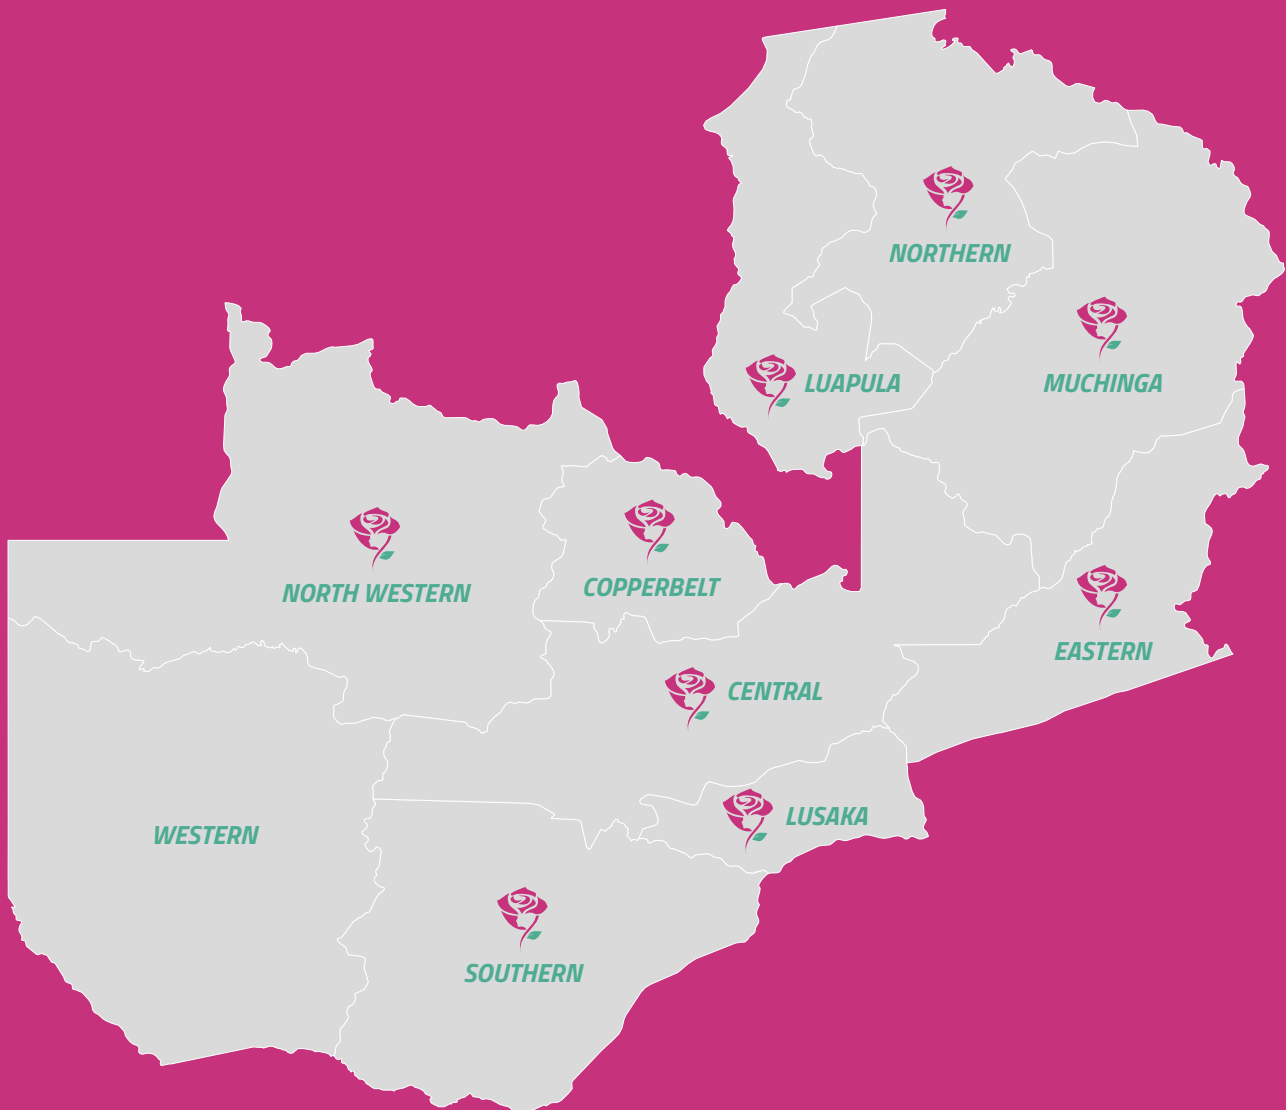 NORTHERN
LUAPULA
MUCHINGA
NORTH WESTERN
COPPERBELT
EASTERN
CENTRAL
LUSAKA
WESTERN
SOUTHERN